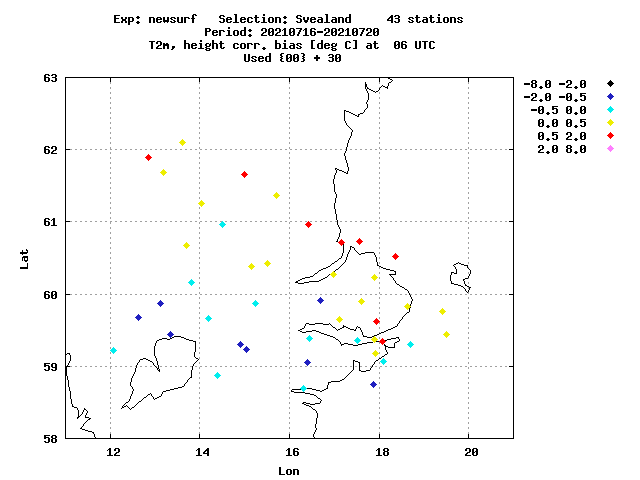 Exp: newsurf   Selection: Svealand     43 stations
Period: 20210716-20210720
T2m, height corr. bias [deg C] at  06 UTC
Used {00} + 30
-8.0 -2.0
-2.0 -0.5
-0.5 0.0
0.0 0.5
0.5 2.0
2.0 8.0
63
62
61
60
59
58
Lat
12 14 16 18 20
Lon